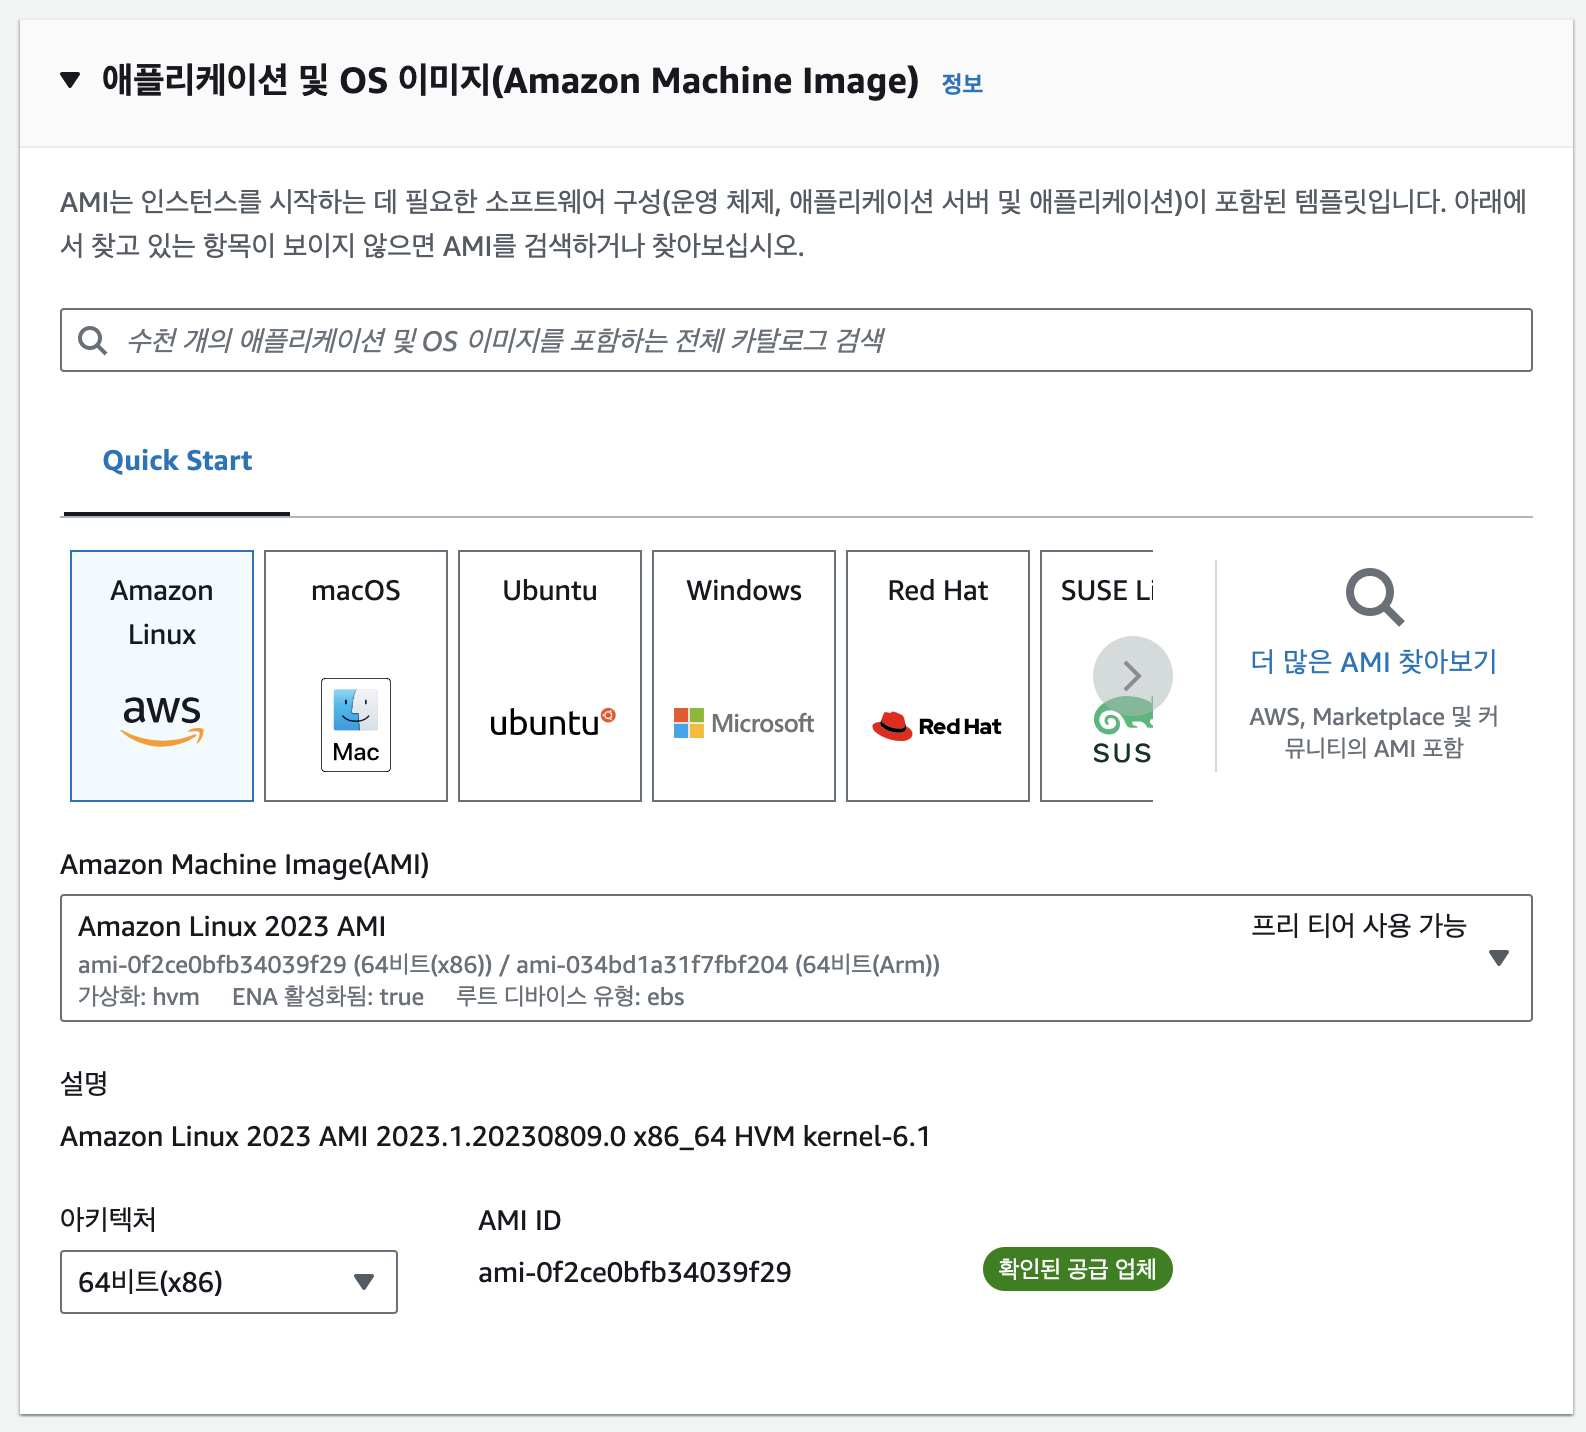 애플리케이션 및 OS 이미지(Amazon Machine Image) 정보
AMI는 인스턴스를 시작하는 데 필요한 소프트웨어 구성(운영 체제, 애플리케이션 서버 및 애플리케이션)이 포함된 템플릿입니다. 아래에
서 찾고 있는 항목이 보이지 않으면 AMI를 검색하거나 찾아보십시오.
수천 개의 애플리케이션 및 OS 이미지를 포함하는 전체 카탈로그 검색
Quick Start
Amazon
Linux
aws
macOS
Mac
Ubuntu
ubuntu
Windows
Microsoft
Red Hat
Red Hat
SUSE Li
SUS
더 많은 AMI 찾아보기
AWS, Marketplace 및 커
뮤니티의 AMI 포함
Amazon Machine Image(AMI)
Amazon Linux 2023 AMI 프리 티어 사용 가능
ami-0f2ce0bfb34039f29 (64비트(x86)) / ami-034bd1a31f7fbf204 (64비트(Arm))
가상화: hvm ENA 활성화됨: true 루트 디바이스 유형: ebs
설명
Amazon Linux 2023 AMI 2023.1.20230809.0 x86_64 HVM kernel-6.1
아키텍처
64비트(x86)
AMI ID
ami-0f2ce0bfb34039f29
확인된 공급 업체